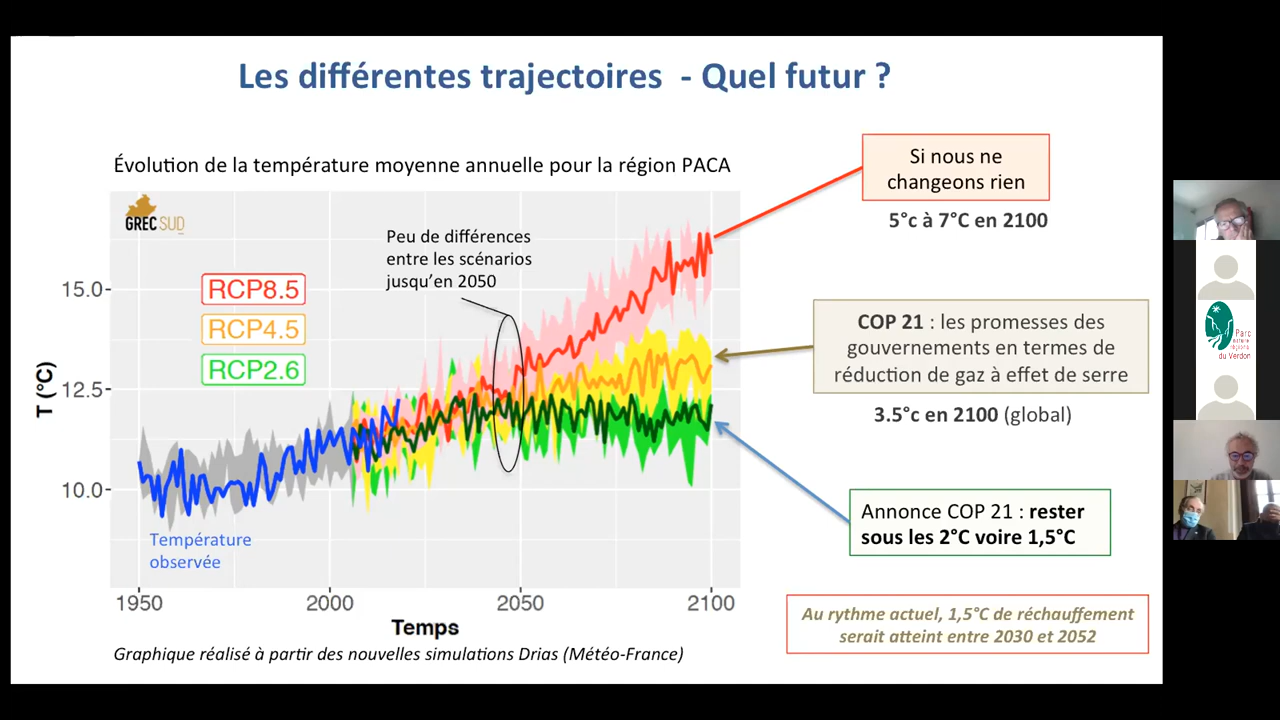 Les différentes trajectoires - Quel futur ?
Évolution de la température moyenne annuelle pour la région PACA
GREC SUD
Peu de différences
entre les scénarios
jusqu'en 2050
RCP8.5
RCP4.5
RCP2.6
T (°C)
15.0
12.5
10.0
Température
observée
1950
2000
2050
2100
Temps
Graphique réalisé à partir des nouvelles simulations Drias (Météo-France)
Si nous ne
changeons rien
5°c à 7°C en 2100
COP 21 : les promesses des
gouvernements en termes de
réduction de gaz à effet de serre
3.5°c en 2100 (global)
Annonce COP 21 : rester
sous les 2°C voire 1,5°C
Au rythme actuel, 1,5°C de réchauffement
serait atteint entre 2030 et 2052
Parc
naturel
régional
du Verdon